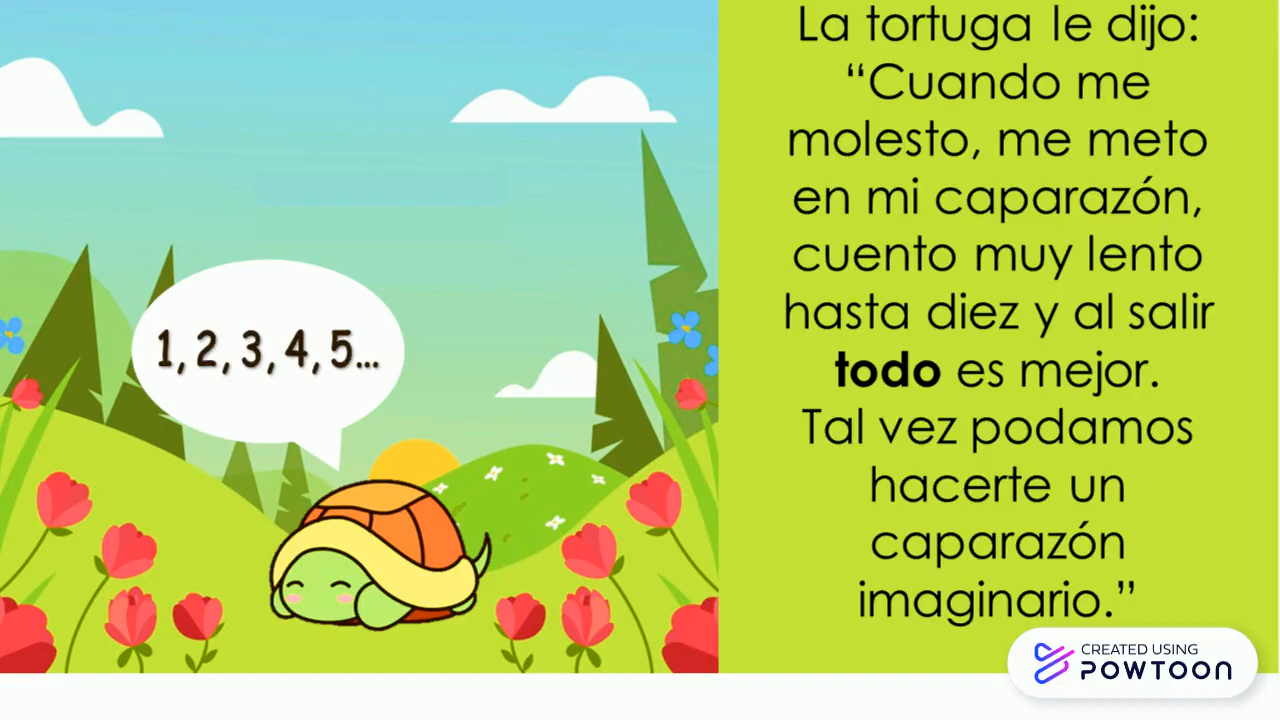 1, 2, 3, 4, 5...
La tortuga le dijo:
“Cuando me
molesto, me meto
en mi caparazón,
cuento muy lento
hasta diez y al salir
todo es mejor.
Tal vez podamos
hacerte un
caparazón
imaginario.”
CREATED USING
POWTOON